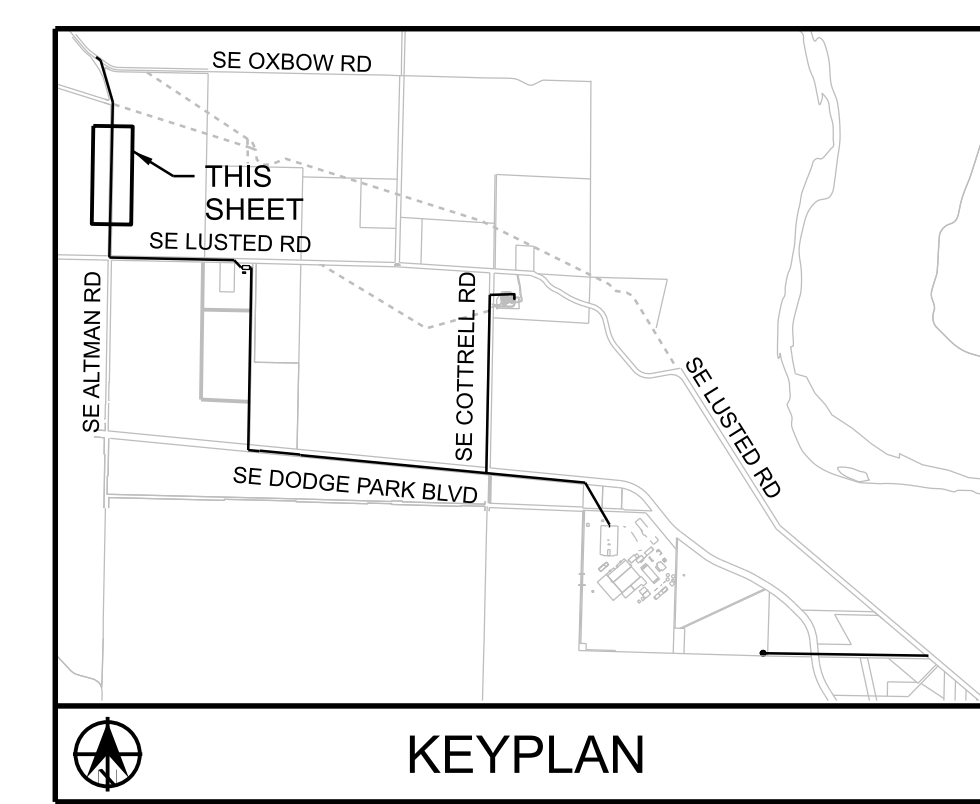 SE OXBOW RD
THIS
SHEET
SE LUSTED RD
SE ALTMAN RD
SE COTTRELL RD
SE LUSTED RD
SE DODGE PARK BLVD
KEYPLAN